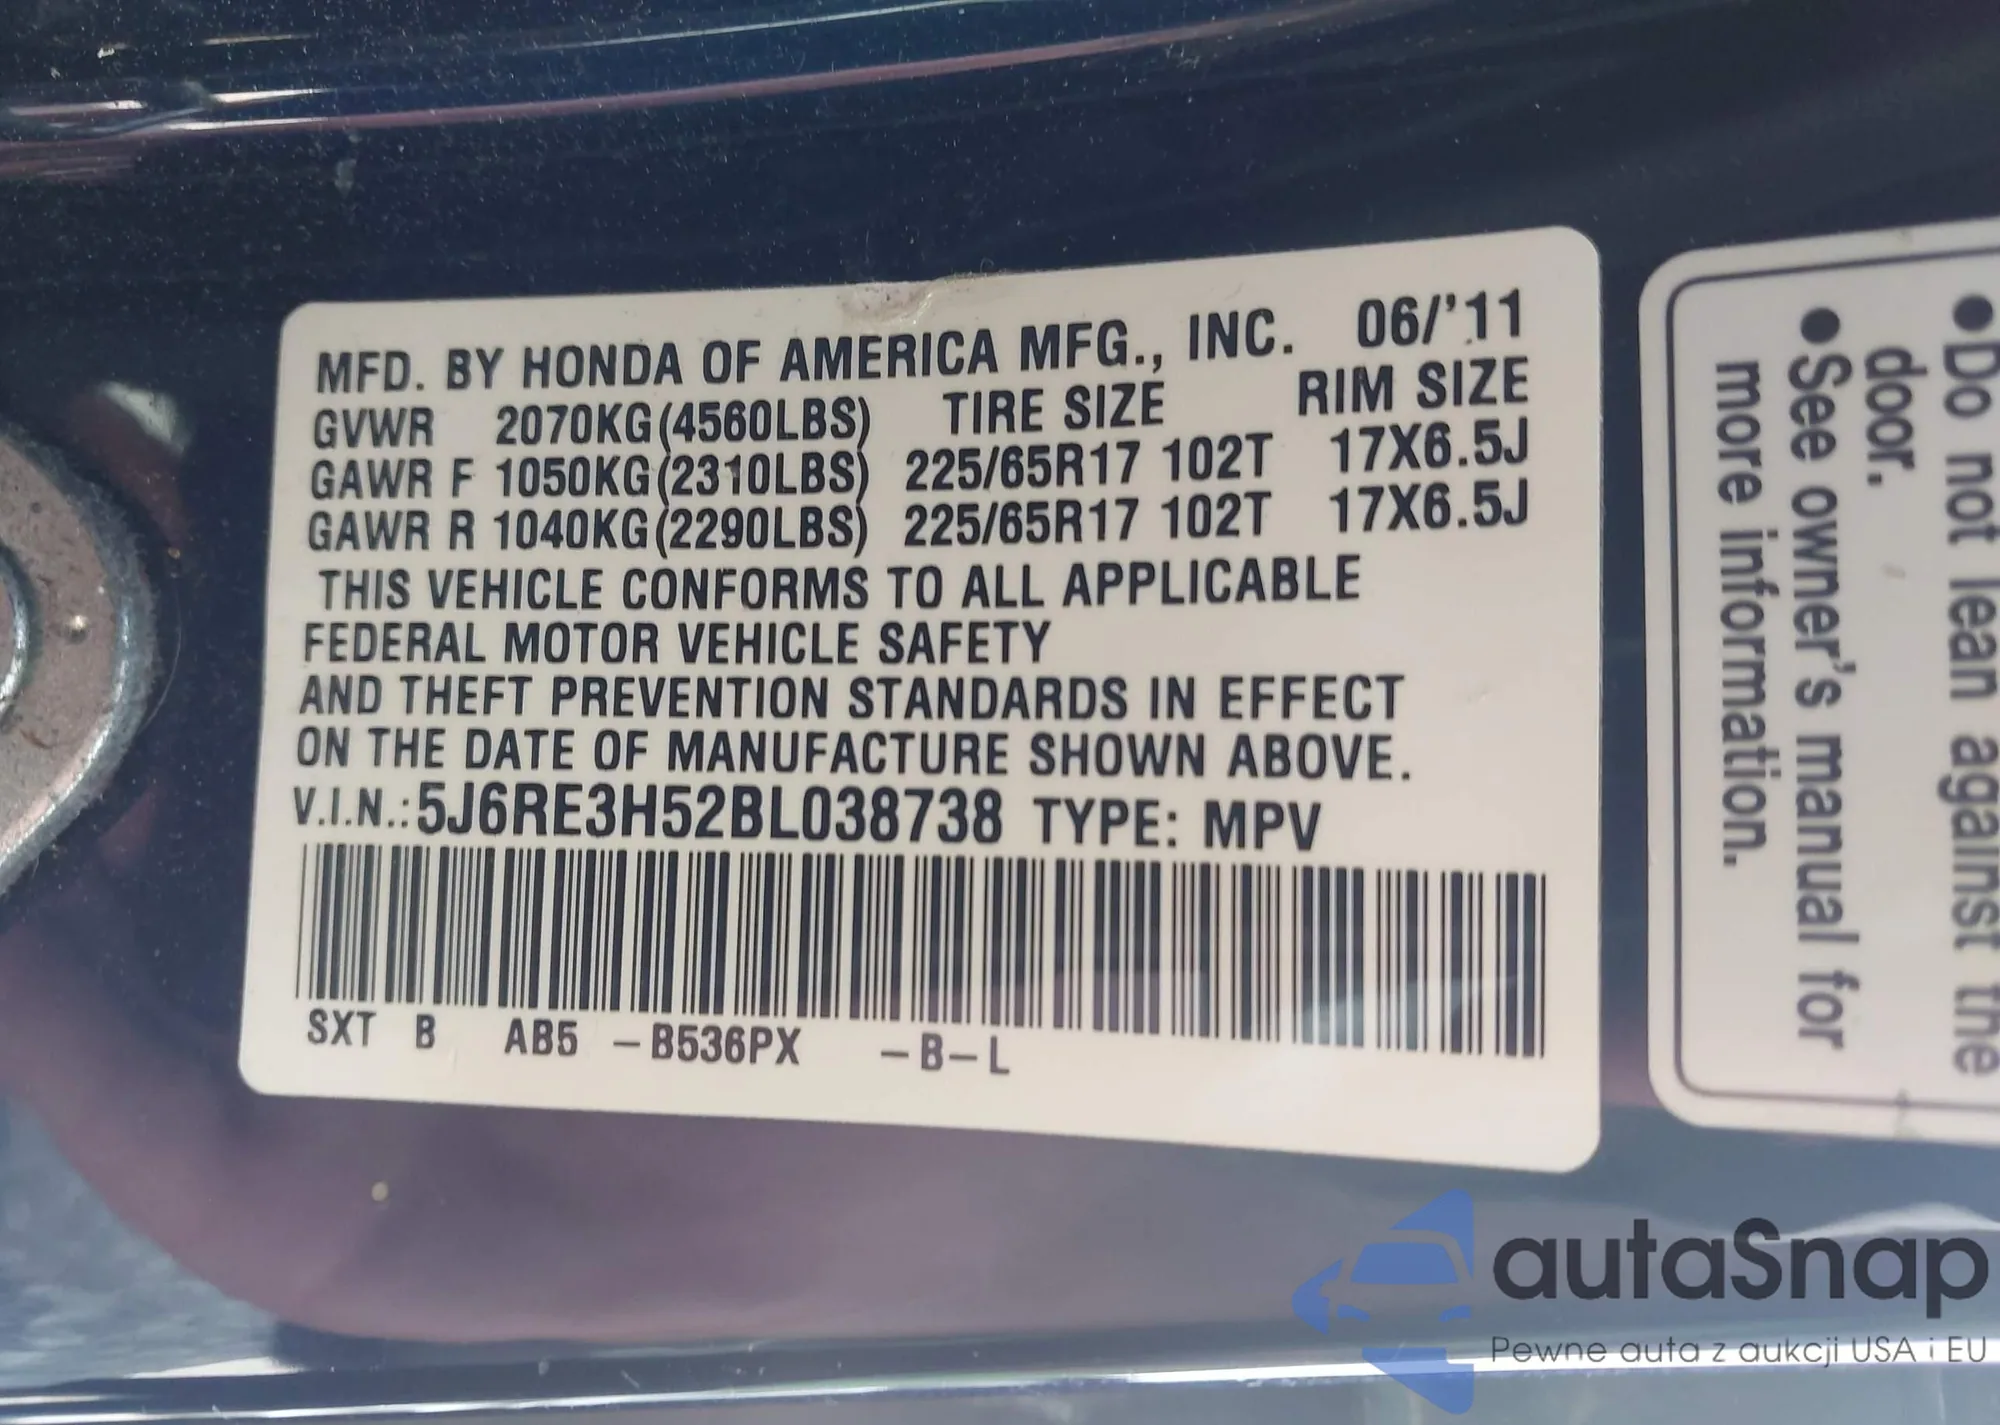 MFD. BY HONDA OF AMERICA MFG., INC. 06/'11
GVWR 2070KG(4560LBS) TIRE SIZE RIM SIZE
GAWR F 1050KG(2310LBS) 225/65R17 102T 17X6.5J
GAWR R 1040KG(2290LBS) 225/65R17 102T 17X6.5J
THIS VEHICLE CONFORMS TO ALL APPLICABLE
FEDERAL MOTOR VEHICLE SAFETY
AND THEFT PREVENTION STANDARDS IN EFFECT
ON THE DATE OF MANUFACTURE SHOWN ABOVE.
V.I.N.:5J6RE3H52BL038738 TYPE: MPV
SXT B AB5 -B536PX -B-L
●Do not lean against the
door.
●See owner's manual for
more information.
autaSnap
Pewne auta z aukcji USA i EU